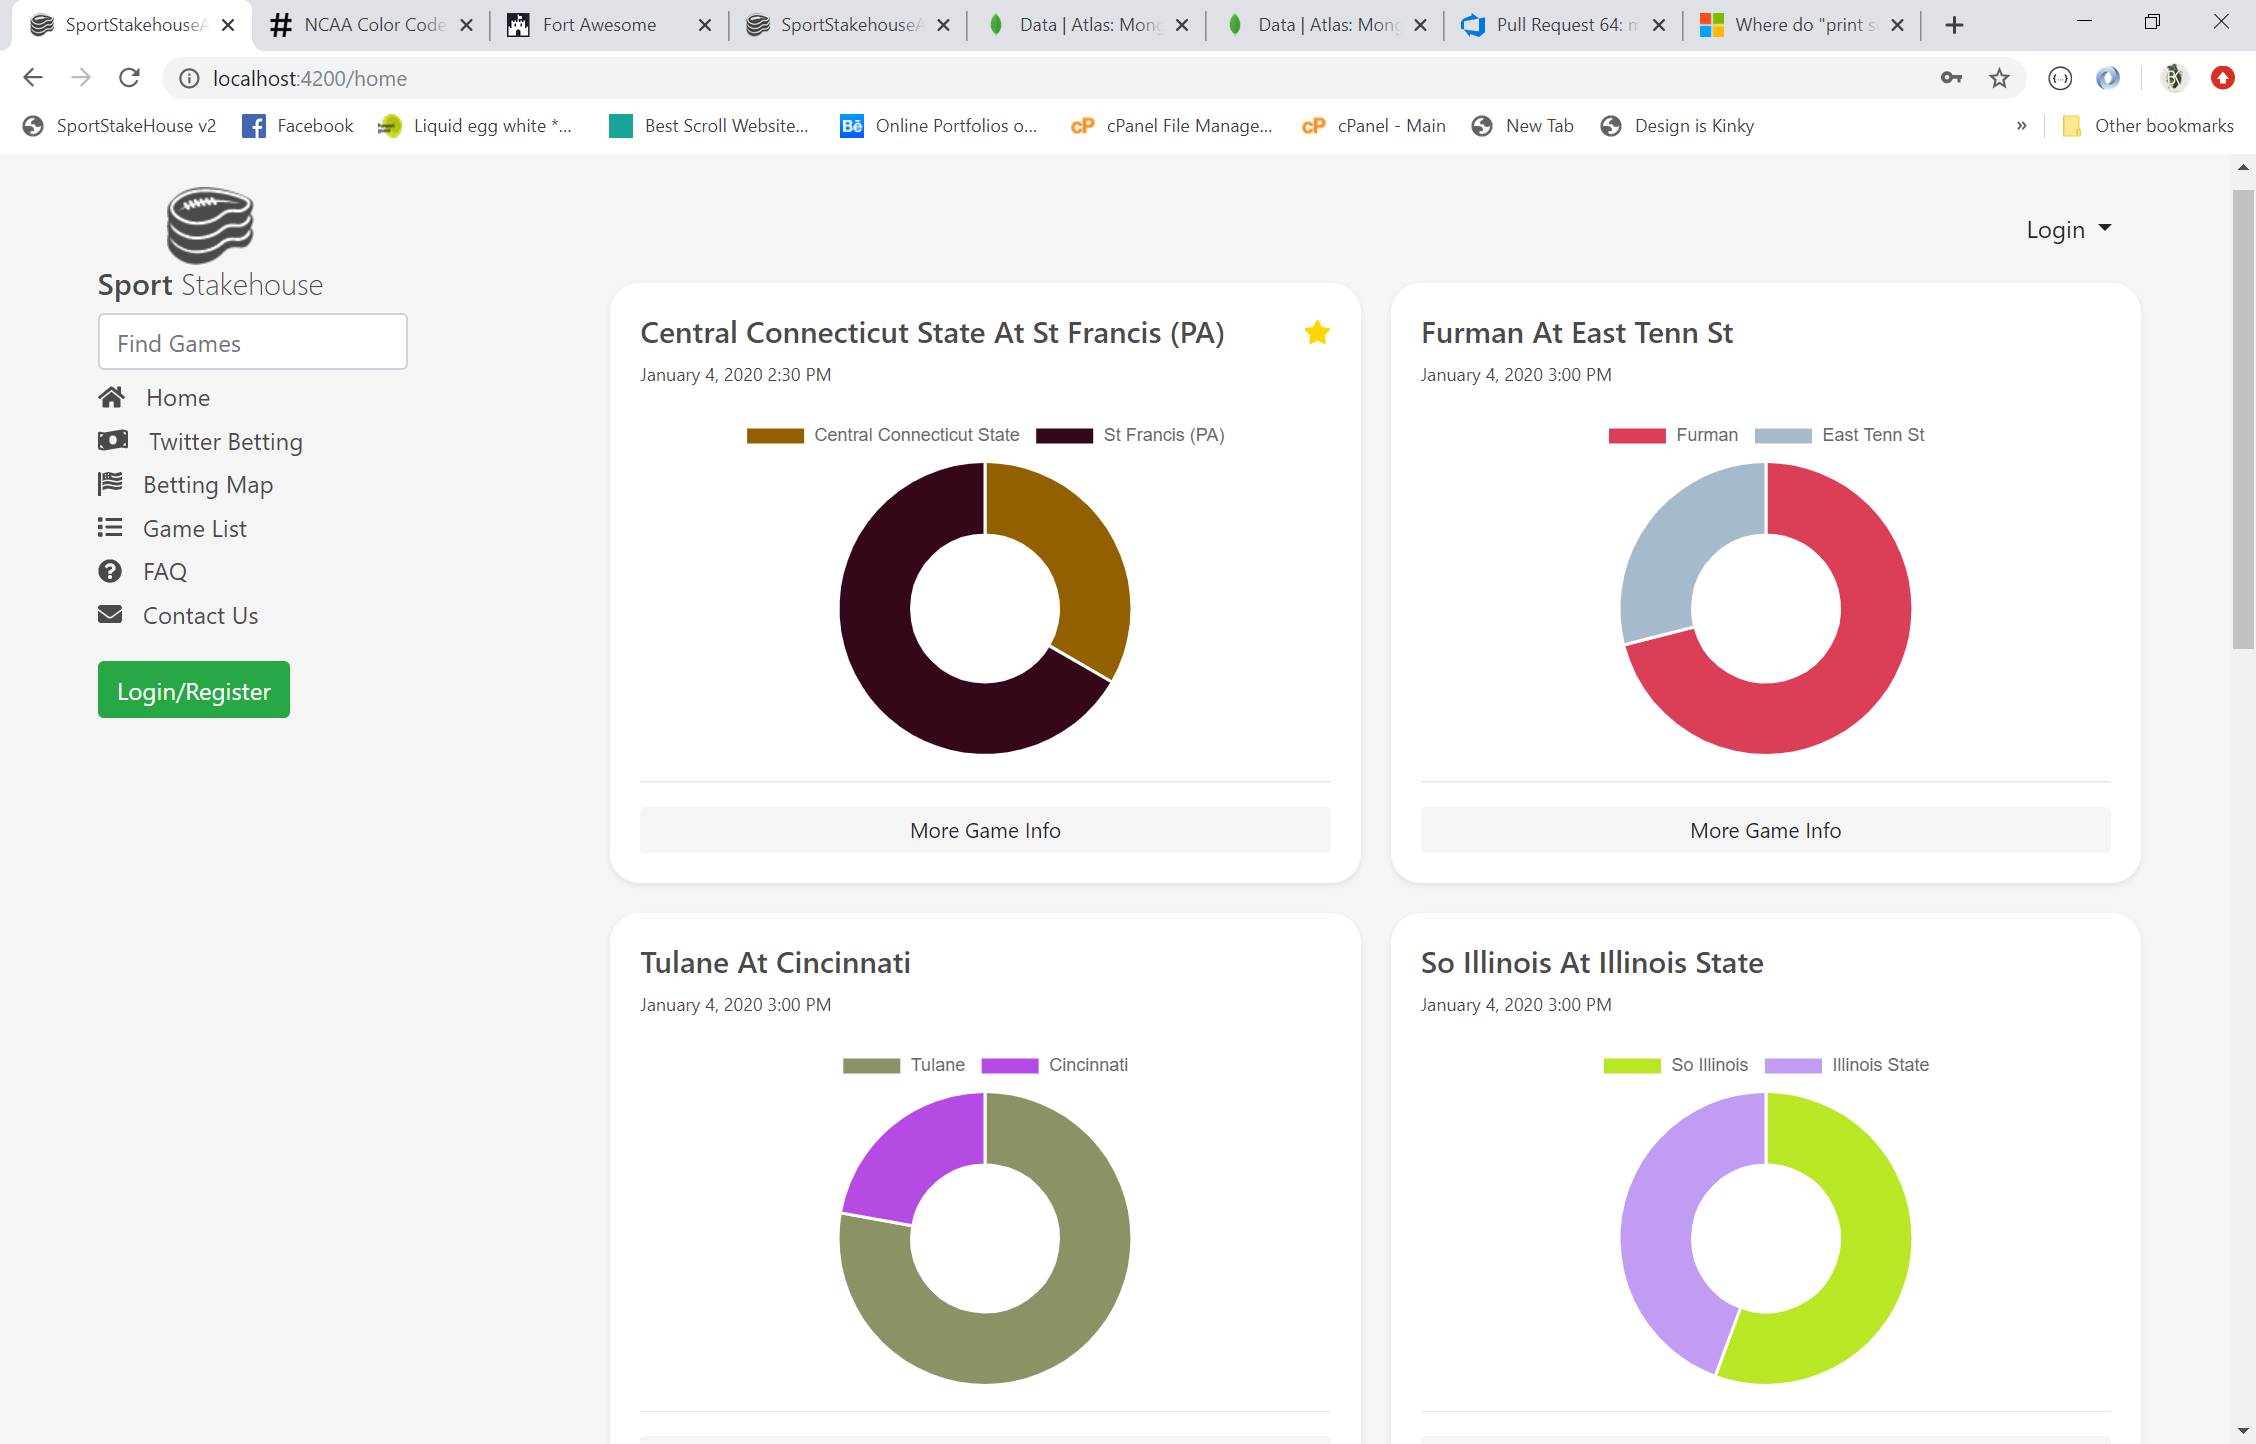 SportStakehouseA
NCAA Color Code
Fort Awesome
SportStakehouseA
Data | Atlas: Mong
Data | Atlas: Mong
Pull Request 64: m
Where do "print s
localhost:4200/home
SportStakeHouse v2
Facebook
Liquid egg white *...
Best Scroll Website...
Bē
Online Portfolios o...
cP
cPanel File Manage...
cP
cPanel - Main
New Tab
Design is Kinky
»
Other bookmarks
Sport Stakehouse
Find Games
Home
Twitter Betting
Betting Map
Game List
FAQ
Contact Us
Login/Register
Login
Central Connecticut State At St Francis (PA)
January 4, 2020 2:30 PM
Central Connecticut State
St Francis (PA)
More Game Info
Furman At East Tenn St
January 4, 2020 3:00 PM
Furman
East Tenn St
More Game Info
Tulane At Cincinnati
January 4, 2020 3:00 PM
Tulane
Cincinnati
So Illinois At Illinois State
January 4, 2020 3:00 PM
So Illinois
Illinois State